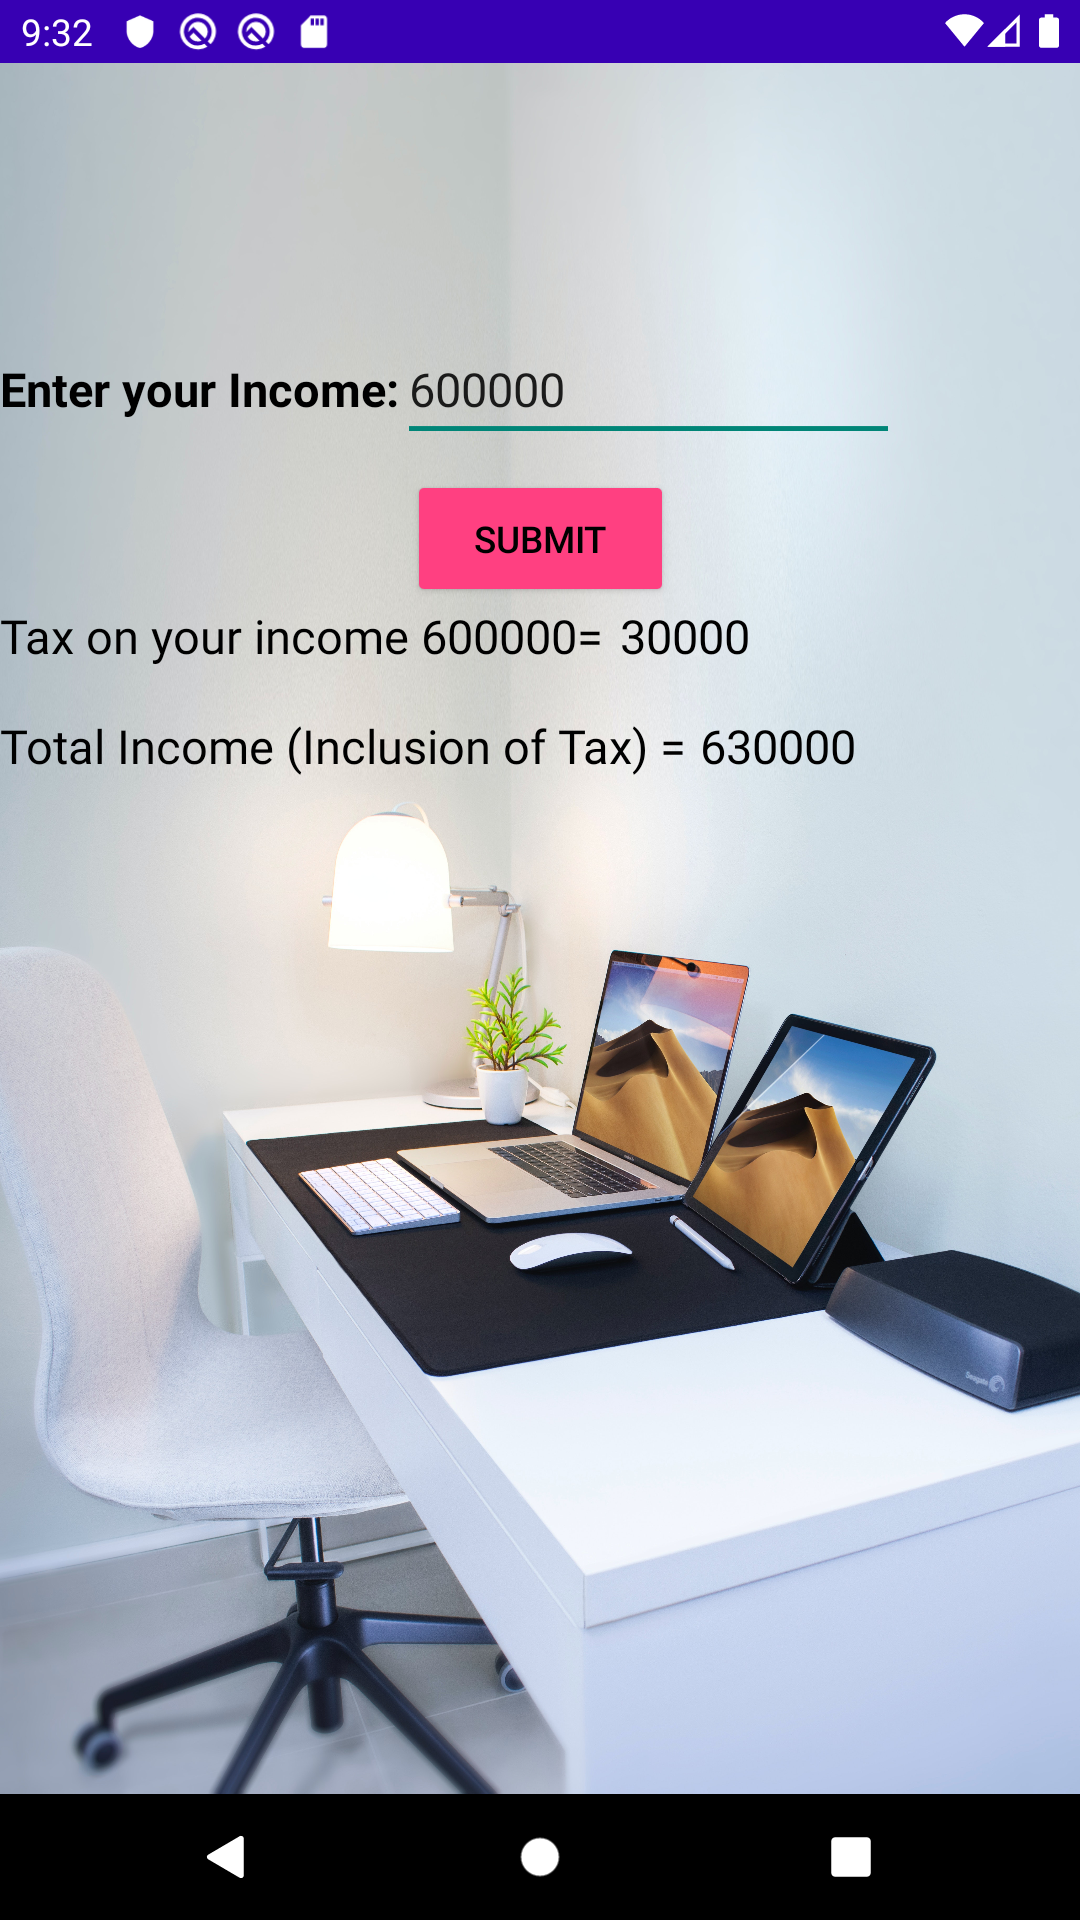 9:32
Enter your Income: 600000
SUBMIT
Tax on your income 600000= 30000
Total Income (Inclusion of Tax) = 630000
Seagate